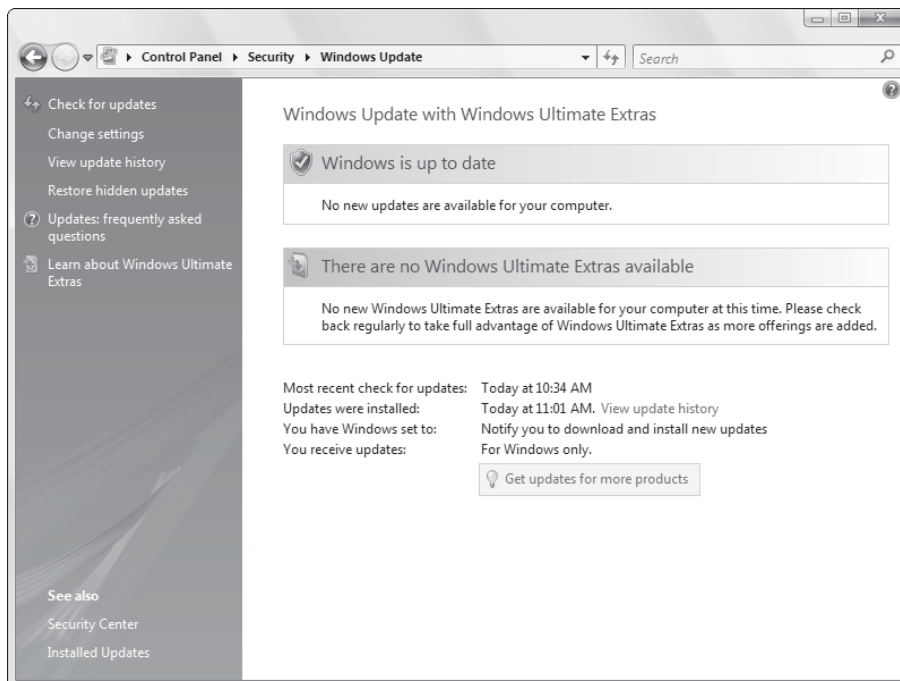 Control Panel ▸ Security ▸ Windows Update
Search
Check for updates
Change settings
View update history
Restore hidden updates
Updates: frequently asked
questions
Learn about Windows Ultimate
Extras
See also
Security Center
Installed Updates
Windows Update with Windows Ultimate Extras
Windows is up to date
No new updates are available for your computer.
There are no Windows Ultimate Extras available
No new Windows Ultimate Extras are available for your computer at this time. Please check
back regularly to take full advantage of Windows Ultimate Extras as more offerings are added.
Most recent check for updates: Today at 10:34 AM
Updates were installed: Today at 11:01 AM. View update history
You have Windows set to: Notify you to download and install new updates
You receive updates: For Windows only.
Get updates for more products